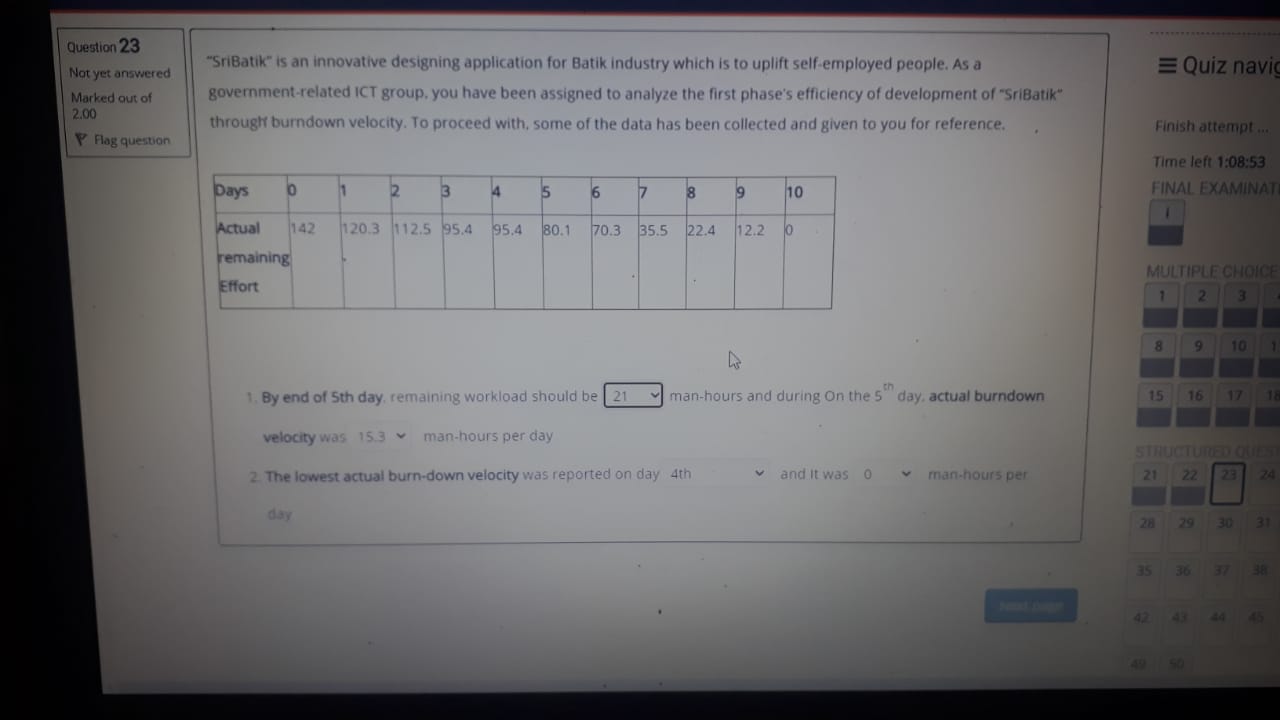 Question 23
Not yet answered
Marked out of
2.00
Flag question
"SriBatik" is an innovative designing application for Batik industry which is to uplift self-employed people. As a
government-related ICT group, you have been assigned to analyze the first phase's efficiency of development of "SriBatik"
through burndown velocity. To proceed with, some of the data has been collected and given to you for reference.
Days 0 1 2 3 4 5 6 7 8 9 10
Actual 142 120.3 112.5 95.4 95.4 80.1 70.3 35.5 22.4 12.2 0
remaining
Effort
1. By end of 5th day, remaining workload should be 21 man-hours and during On the 5th day, actual burndown
velocity was 15.3 man-hours per day
2. The lowest actual burn-down velocity was reported on day 4th and It was 0 man-hours per
day
Next page
Quiz navig
Finish attempt ...
Time left 1:08:53
FINAL EXAMINAT
i
MULTIPLE CHOICE
1 2 3
8 9 10 1
15 16 17 18
STRUCTURED QUEST
21 22 23 24
28 29 30 31
35 36 37 38
42 43 44 45
49 50